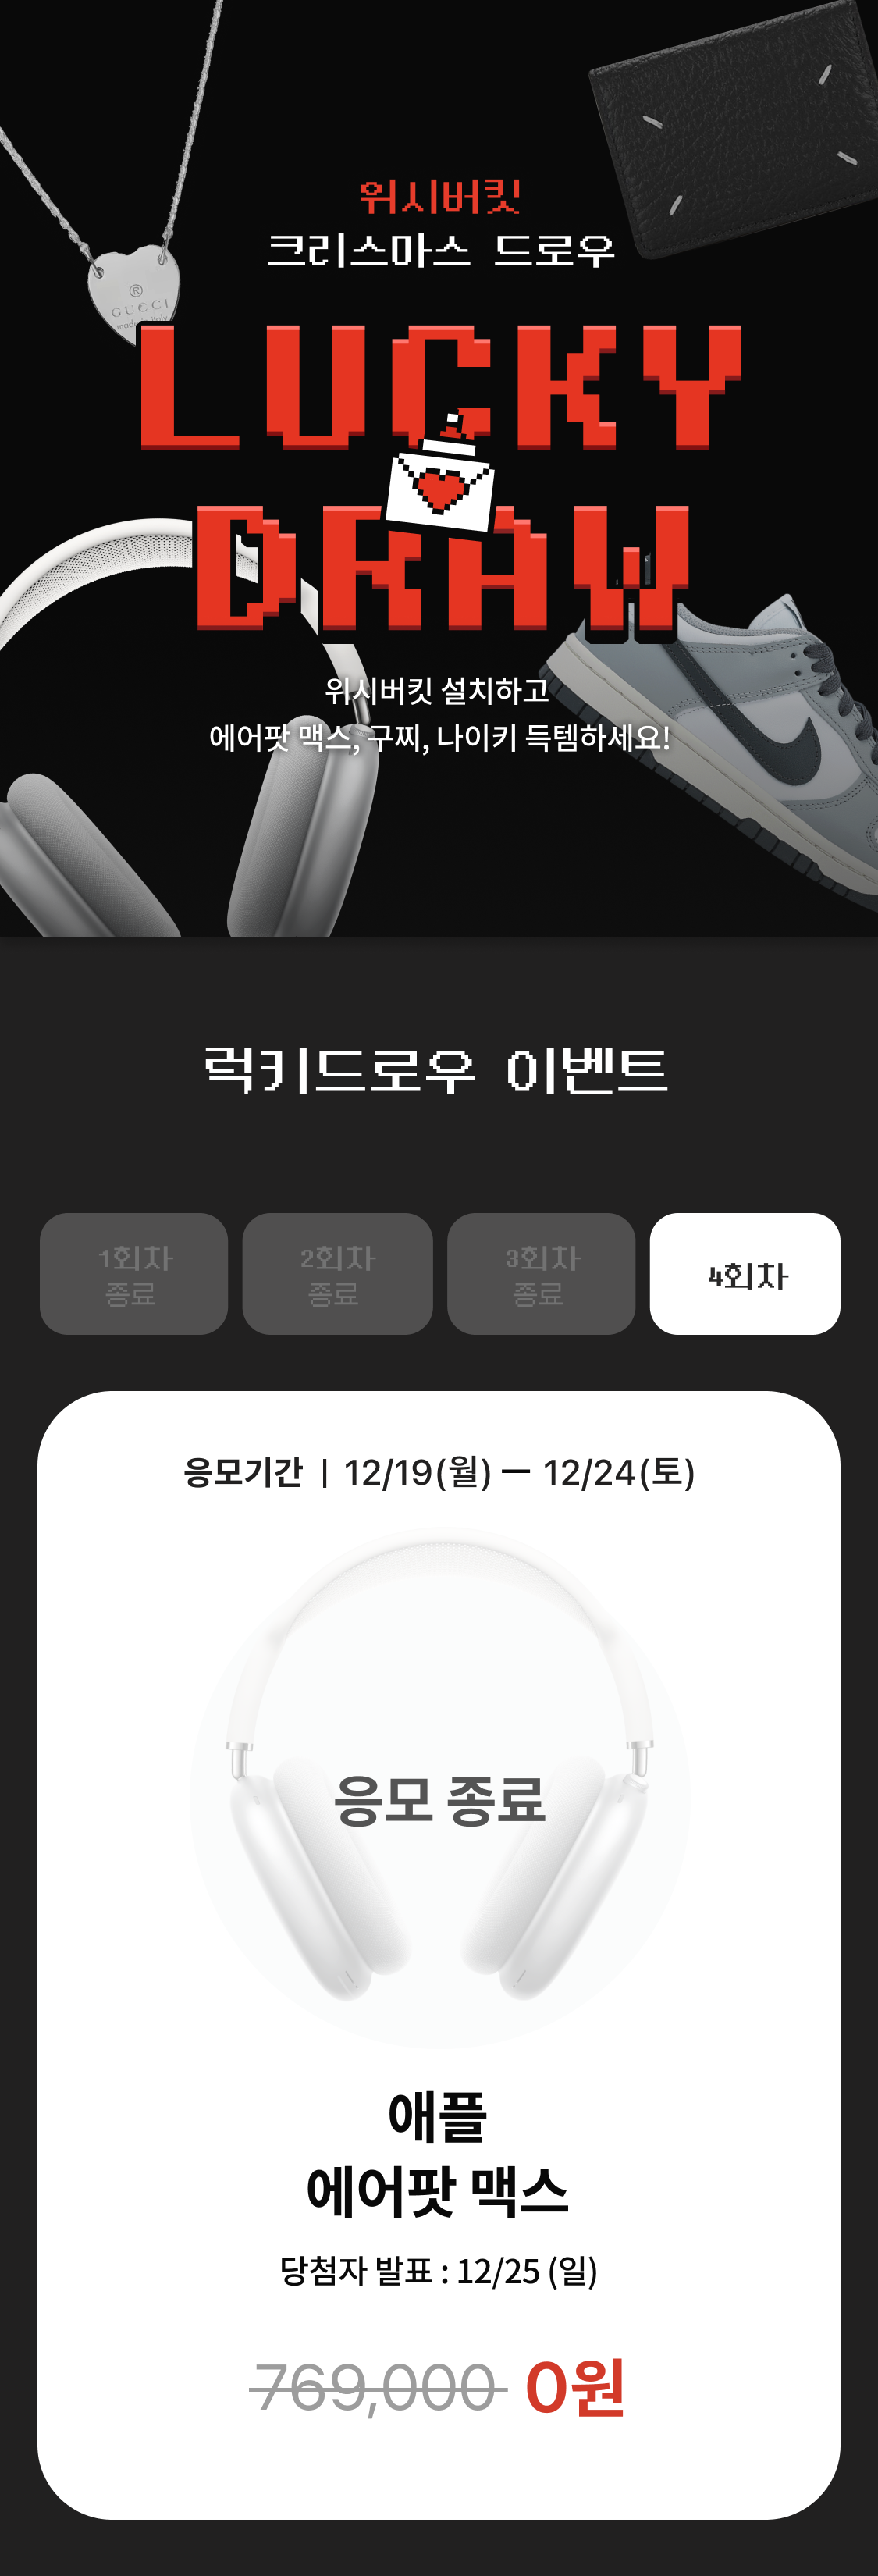 위시버킷
크리스마스 드로우
®
GUCCI
made in Italy
LUCKY
DRAW
위시버킷 설치하고
에어팟 맥스, 구찌, 나이키 득템하세요!
럭키드로우 이벤트
1회차
종료
2회차
종료
3회차
종료
4회차
응모기간 | 12/19(월) — 12/24(토)
응모 종료
애플
에어팟 맥스
당첨자 발표 : 12/25 (일)
769,000 0원